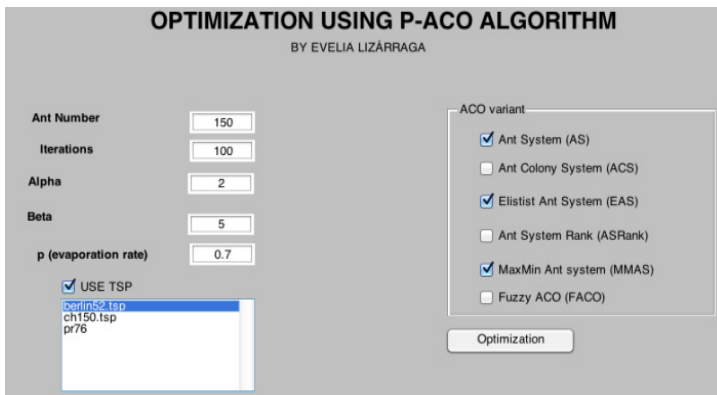 OPTIMIZATION USING P-ACO ALGORITHM
BY EVELIA LIZÁRRAGA
Ant Number 150
Iterations 100
Alpha 2
Beta 5
p (evaporation rate) 0.7
USE TSP
berlin52.tsp
ch150.tsp
pr76
ACO variant
Ant System (AS)
Ant Colony System (ACS)
Elistist Ant System (EAS)
Ant System Rank (ASRank)
MaxMin Ant system (MMAS)
Fuzzy ACO (FACO)
Optimization